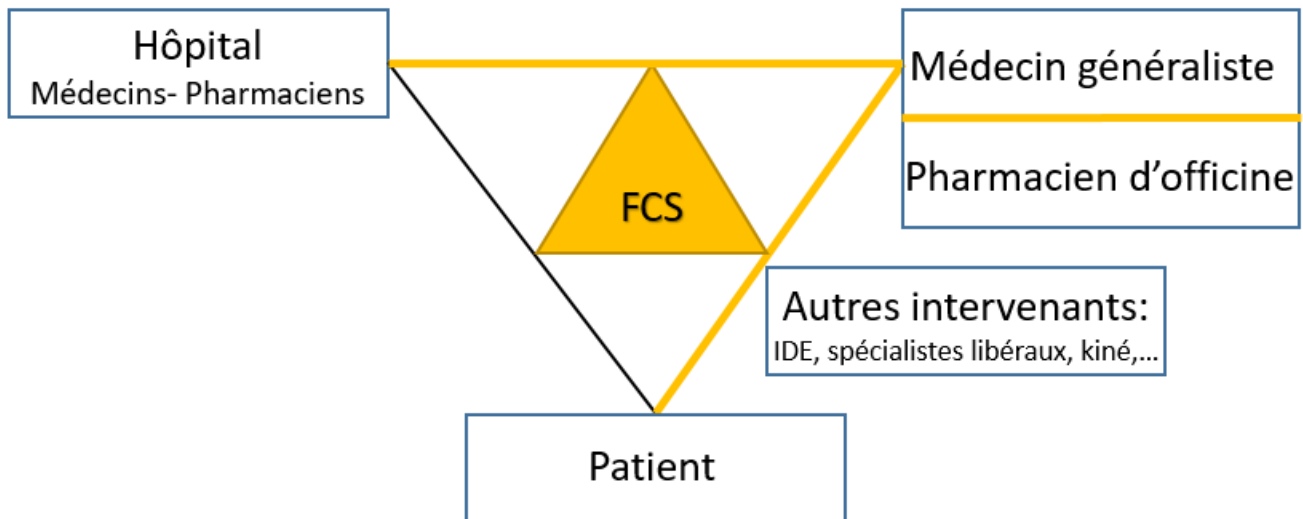 Hôpital
Médecins- Pharmaciens
Médecin généraliste
Pharmacien d’officine
FCS
Autres intervenants:
IDE, spécialistes libéraux, kiné,...
Patient